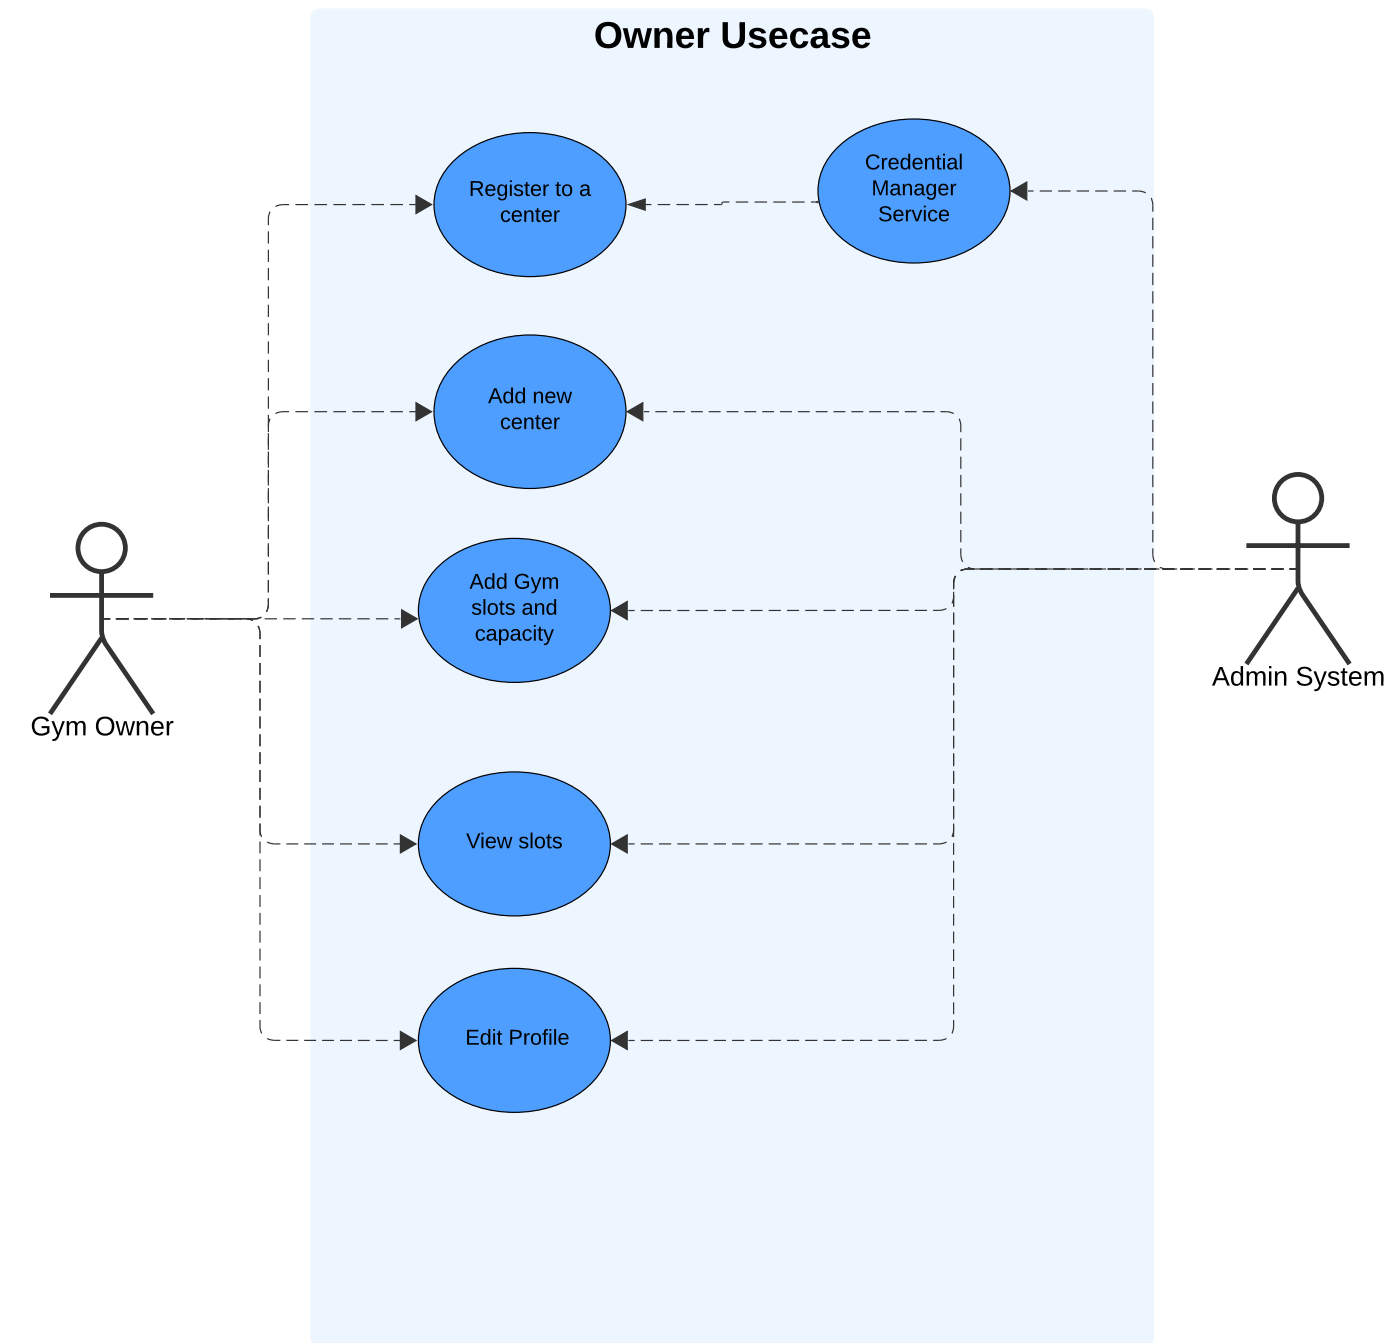 Owner Usecase
Register to a
center
Credential
Manager
Service
Add new
center
Add Gym
slots and
capacity
Gym Owner
Admin System
View slots
Edit Profile